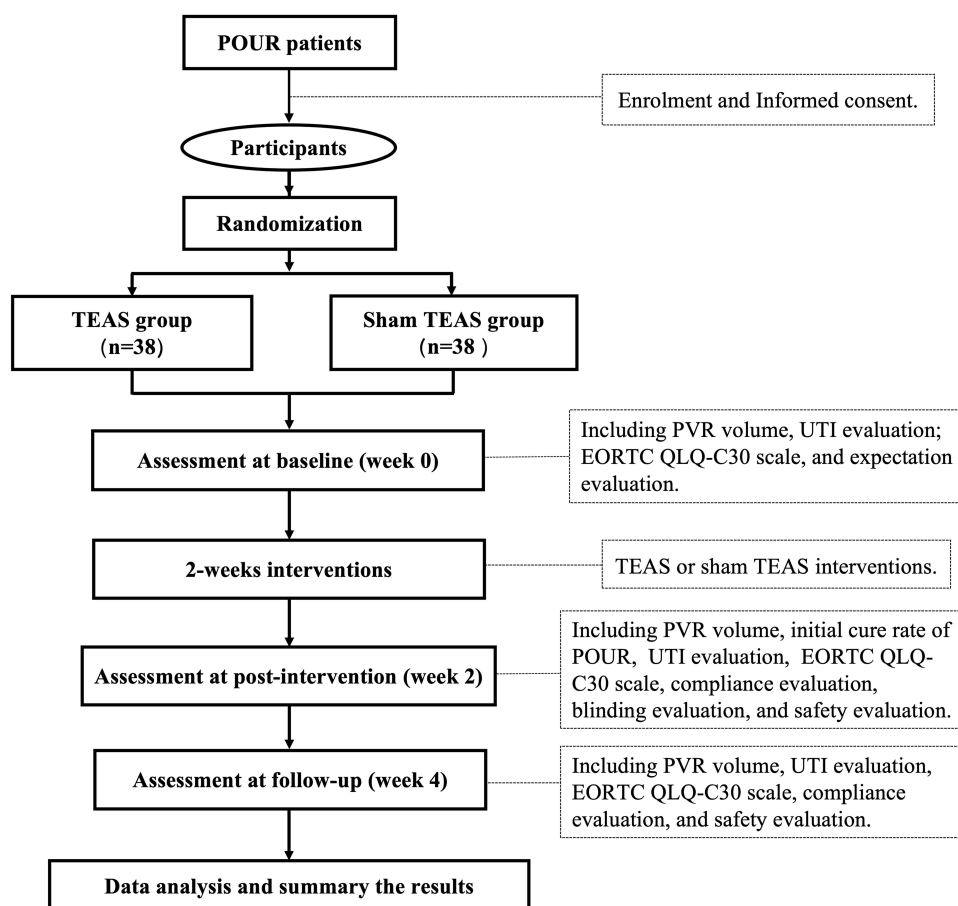 POUR patients
Enrolment and Informed consent.
Participants
Randomization
TEAS group
(n=38)
Sham TEAS group
(n=38 )
Assessment at baseline (week 0)
Including PVR volume, UTI evaluation;
EORTC QLQ-C30 scale, and expectation
evaluation.
2-weeks interventions
TEAS or sham TEAS interventions.
Assessment at post-intervention (week 2)
Including PVR volume, initial cure rate of
POUR, UTI evaluation, EORTC QLQ-
C30 scale, compliance evaluation,
blinding evaluation, and safety evaluation.
Assessment at follow-up (week 4)
Including PVR volume, UTI evaluation,
EORTC QLQ-C30 scale, compliance
evaluation, and safety evaluation.
Data analysis and summary the results